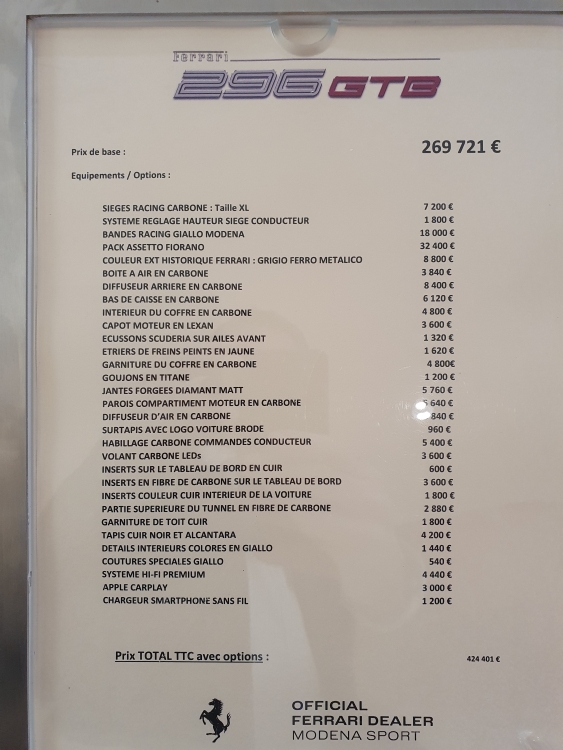 Ferrari
296 GTB
Prix de base : 269 721 €
Equipements / Options :
SIEGES RACING CARBONE : Taille XL 7 200 €
SYSTEME REGLAGE HAUTEUR SIEGE CONDUCTEUR 1 800 €
BANDES RACING GIALLO MODENA 18 000 €
PACK ASSETTO FIORANO 32 400 €
COULEUR EXT HISTORIQUE FERRARI : GRIGIO FERRO METALICO 8 800 €
BOITE A AIR EN CARBONE 3 840 €
DIFFUSEUR ARRIERE EN CARBONE 8 400 €
BAS DE CAISSE EN CARBONE 6 120 €
INTERIEUR DU COFFRE EN CARBONE 4 800 €
CAPOT MOTEUR EN LEXAN 3 600 €
ECUSSONS SCUDERIA SUR AILES AVANT 1 320 €
ETRIERS DE FREINS PEINTS EN JAUNE 1 620 €
GARNITURE DU COFFRE EN CARBONE 4 800€
GOUJONS EN TITANE 1 200 €
JANTES FORGEES DIAMANT MATT 5 760 €
PAROIS COMPARTIMENT MOTEUR EN CARBONE 640 €
DIFFUSEUR D'AIR EN CARBONE 840 €
SURTAPIS AVEC LOGO VOITURE BRODE 960 €
HABILLAGE CARBONE COMMANDES CONDUCTEUR 5 400 €
VOLANT CARBONE LEDs 3 600 €
INSERTS SUR LE TABLEAU DE BORD EN CUIR 600 €
INSERTS EN FIBRE DE CARBONE SUR LE TABLEAU DE BORD 3 600 €
INSERTS COULEUR CUIR INTERIEUR DE LA VOITURE 1 800 €
PARTIE SUPERIEURE DU TUNNEL EN FIBRE DE CARBONE 2 880 €
GARNITURE DE TOIT CUIR 1 800 €
TAPIS CUIR NOIR ET ALCANTARA 4 200 €
DETAILS INTERIEURS COLORES EN GIALLO 1 440 €
COUTURES SPECIALES GIALLO 540 €
SYSTEME HI-FI PREMIUM 4 440 €
APPLE CARPLAY 3 000 €
CHARGEUR SMARTPHONE SANS FIL 1 200 €
Prix TOTAL TTC avec options : 424 401 €
OFFICIAL
FERRARI DEALER
MODENA SPORT